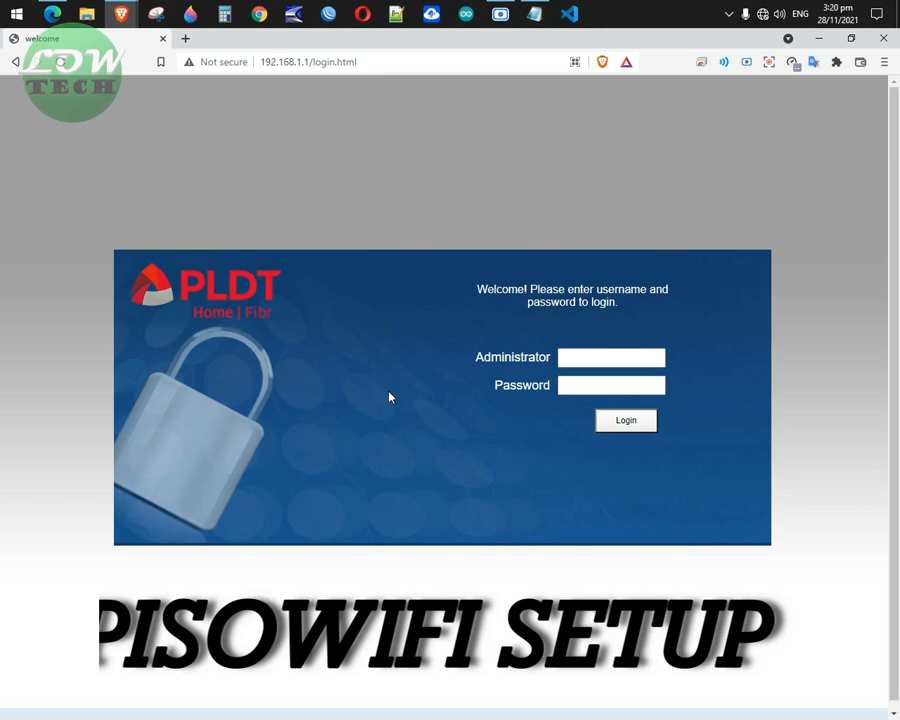 3:20 pm
ENG
28/11/2021
welcome
Not secure
192.168.1.1/login.html
LOW
TECH
PLDT
Home | Fibr
Welcome! Please enter username and
password to login.
Administrator
Password
Login
PISOWIFI SETUP